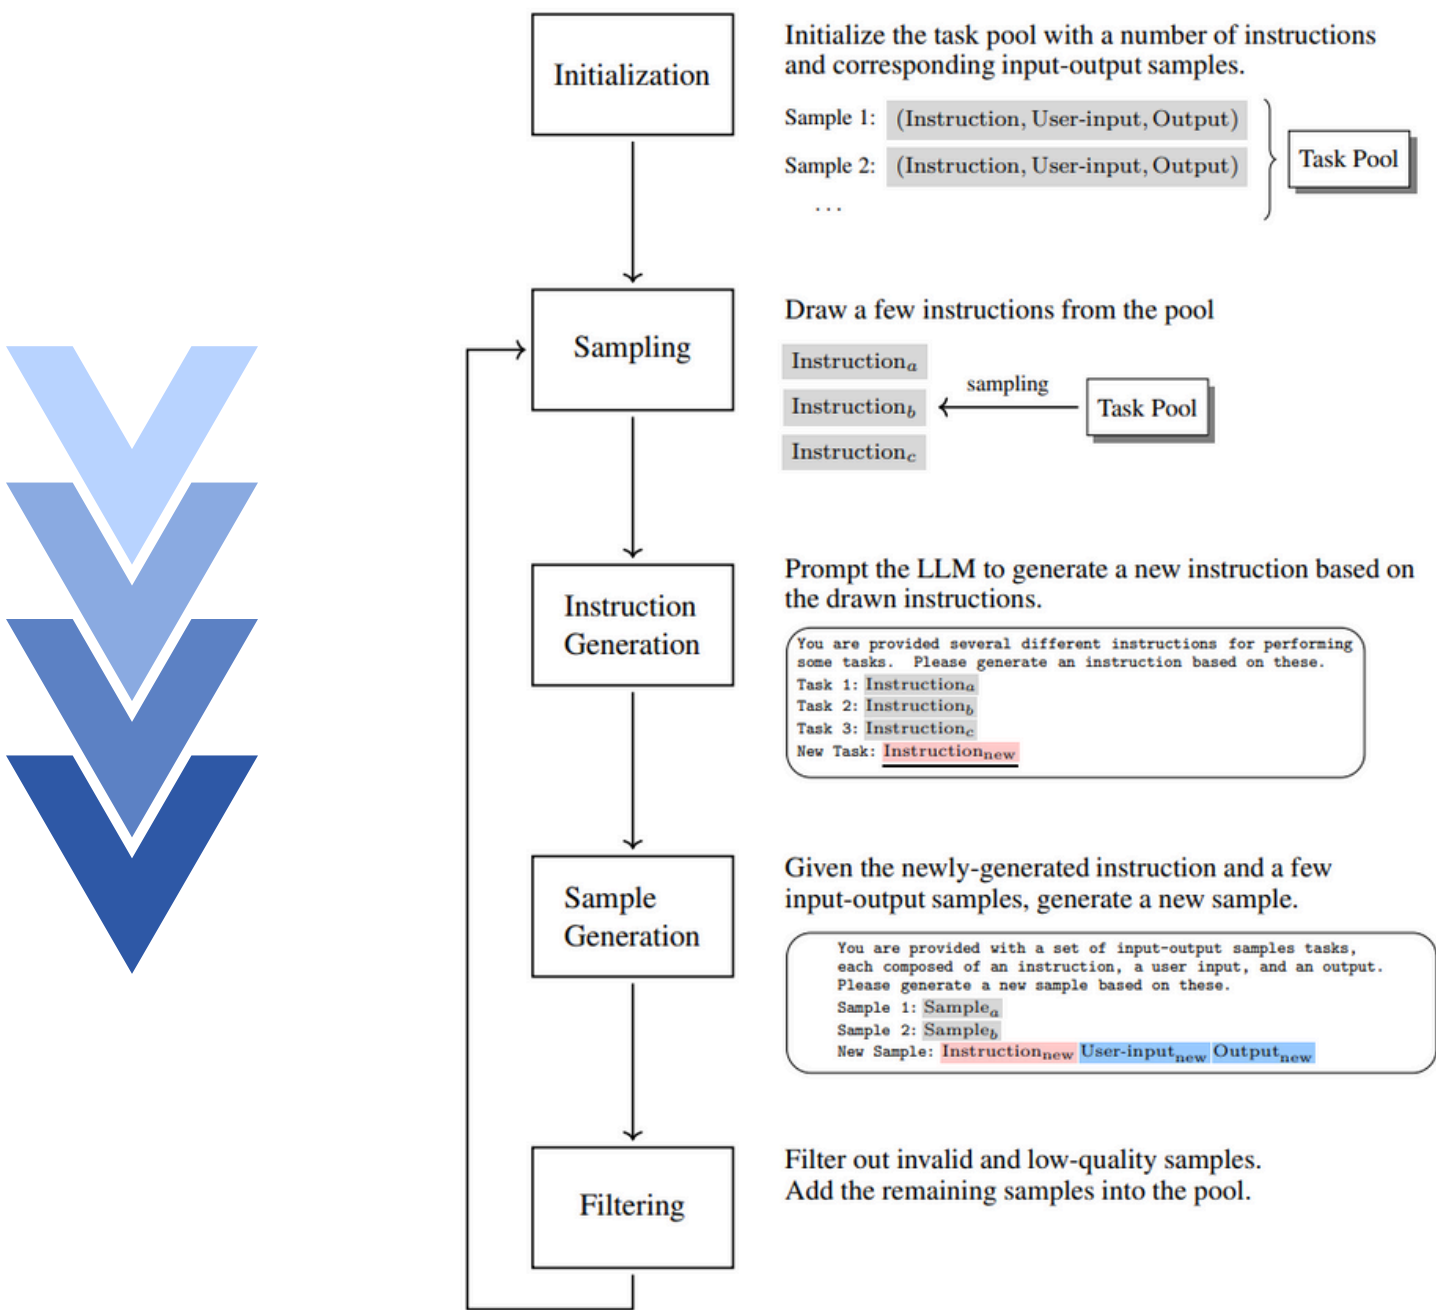 Initialization
Initialize the task pool with a number of instructions
and corresponding input-output samples.
Sample 1: (Instruction, User-input, Output)
Sample 2: (Instruction, User-input, Output)
...
Task Pool
Sampling
Draw a few instructions from the pool
Instructiona
Instructionb
Instructionc
sampling
Task Pool
Instruction
Generation
Prompt the LLM to generate a new instruction based on
the drawn instructions.
You are provided several different instructions for performing
some tasks. Please generate an instruction based on these.
Task 1: Instructiona
Task 2: Instructionb
Task 3: Instructionc
New Task: Instructionnew
Sample
Generation
Given the newly-generated instruction and a few
input-output samples, generate a new sample.
You are provided with a set of input-output samples tasks,
each composed of an instruction, a user input, and an output.
Please generate a new sample based on these.
Sample 1: Samplea
Sample 2: Sampleb
New Sample: Instructionnew User-inputnew Outputnew
Filtering
Filter out invalid and low-quality samples.
Add the remaining samples into the pool.